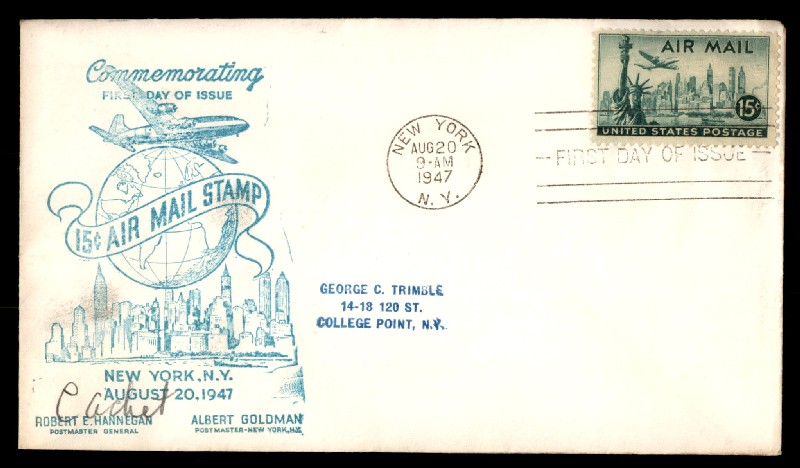 Commemorating
FIRST DAY OF ISSUE
15¢ AIR MAIL STAMP
NEW YORK, N.Y.
AUGUST 20, 1947
Cachet
ROBERT E. HANNEGAN
POSTMASTER GENERAL
ALBERT GOLDMAN
POSTMASTER-NEW YORK, N.Y.
NEW YORK
AUG 20
9-AM
1947
N.Y.
AIR MAIL
15¢
UNITED STATES POSTAGE
FIRST DAY OF ISSUE
GEORGE C. TRIMBLE
14-18 120 ST.
COLLEGE POINT, N.Y.